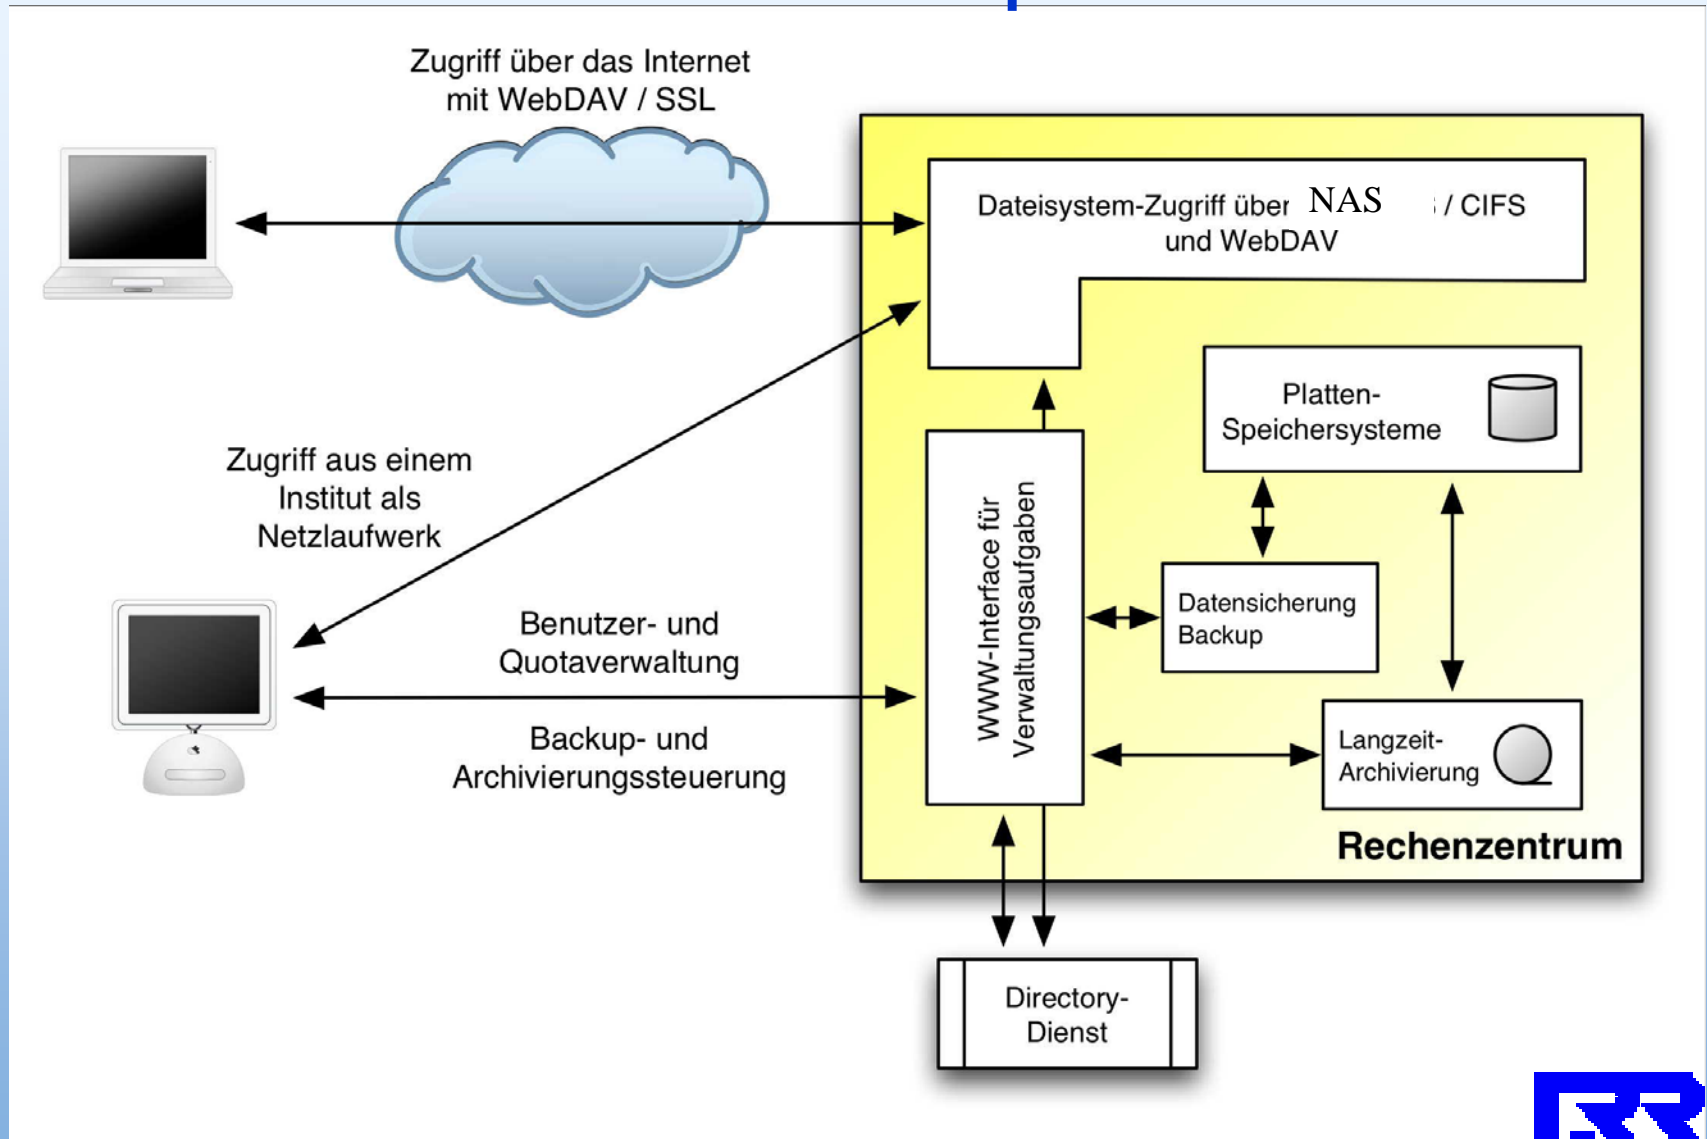 Zugriff über das Internet
mit WebDAV / SSL
Dateisystem-Zugriff über NAS / CIFS
und WebDAV
Platten-
Speichersysteme
Zugriff aus einem
Institut als
Netzlaufwerk
WWW-Interface für
Verwaltungsaufgaben
Datensicherung
Backup
Benutzer- und
Quotaverwaltung
Backup- und
Archivierungssteuerung
Langzeit-
Archivierung
Rechenzentrum
Directory-
Dienst